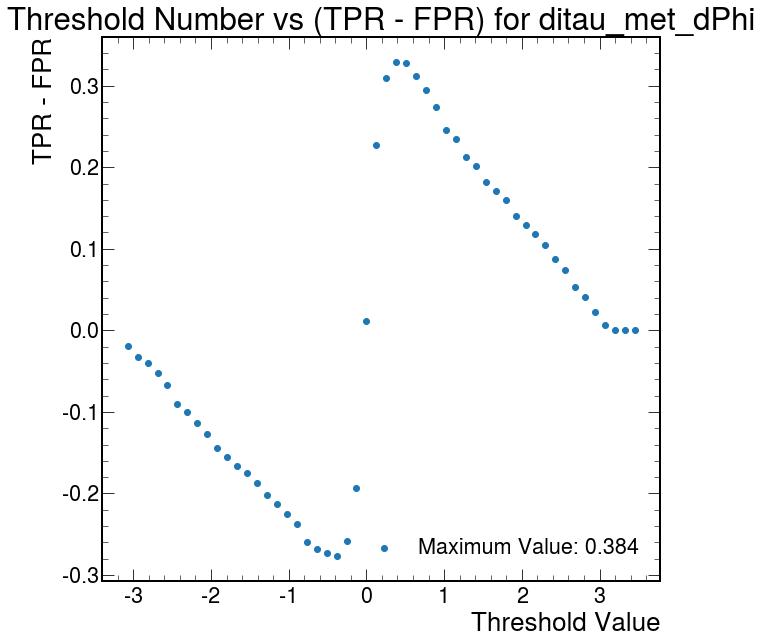 Threshold Number vs (TPR - FPR) for ditau_met_dPhi
TPR - FPR
0.3
0.2
0.1
0.0
-0.1
-0.2
-0.3
Maximum Value: 0.384
-3 -2 -1 0 1 2 3
Threshold Value